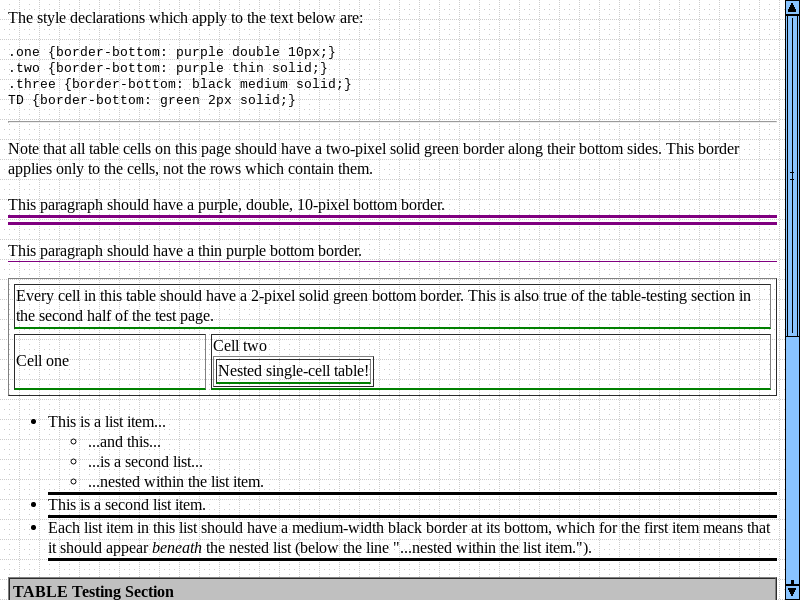 The style declarations which apply to the text below are:
.one {border-bottom: purple double 10px;}
.two {border-bottom: purple thin solid;}
.three {border-bottom: black medium solid;}
TD {border-bottom: green 2px solid;}
Note that all table cells on this page should have a two-pixel solid green border along their bottom sides. This border
applies only to the cells, not the rows which contain them.
This paragraph should have a purple, double, 10-pixel bottom border.
This paragraph should have a thin purple bottom border.
Every cell in this table should have a 2-pixel solid green bottom border. This is also true of the table-testing section in
the second half of the test page.
Cell one
Cell two
Nested single-cell table!
This is a list item...
...and this...
...is a second list...
...nested within the list item.
This is a second list item.
Each list item in this list should have a medium-width black border at its bottom, which for the first item means that
it should appear beneath the nested list (below the line "...nested within the list item.").
TABLE Testing Section